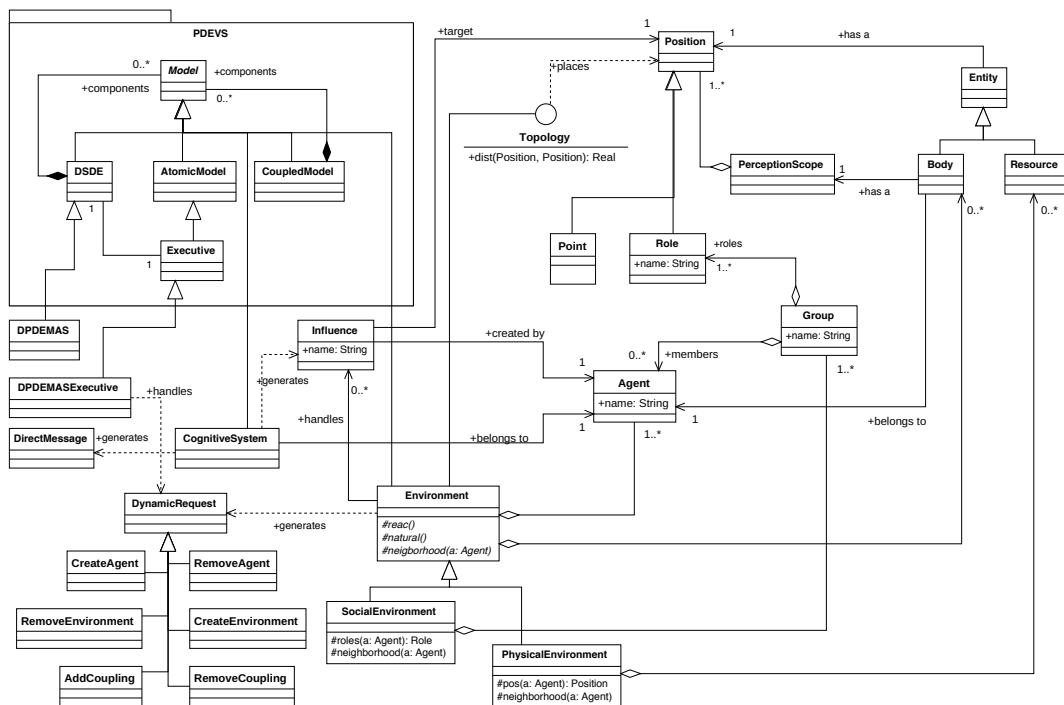 PDEVS
0..*
Model
+components
+components
0..*
DSDE
AtomicModel
CoupledModel
1
Executive
1
DPDEMAS
DPDEMASExecutive
+handles
DirectMessage
+generates
CognitiveSystem
+generates
Influence
+name: String
0..*
+handles
+target
1
Position
1
+has a
+places
1..*
Entity
Topology
+dist(Position, Position): Real
PerceptionScope
1
+has a
Body
Resource
0..*
0..*
Point
Role
+name: String
+roles
1..*
Group
+name: String
1..*
+created by
1
0..*
+members
Agent
+name: String
1
1..*
1
+belongs to
+belongs to
DynamicRequest
+generates
Environment
#reac()
#natural()
#neigborhood(a: Agent)
CreateAgent
RemoveAgent
RemoveEnvironment
CreateEnvironment
AddCoupling
RemoveCoupling
SocialEnvironment
#roles(a: Agent): Role
#neighborhood(a: Agent)
PhysicalEnvironment
#pos(a: Agent): Position
#neighborhood(a: Agent)